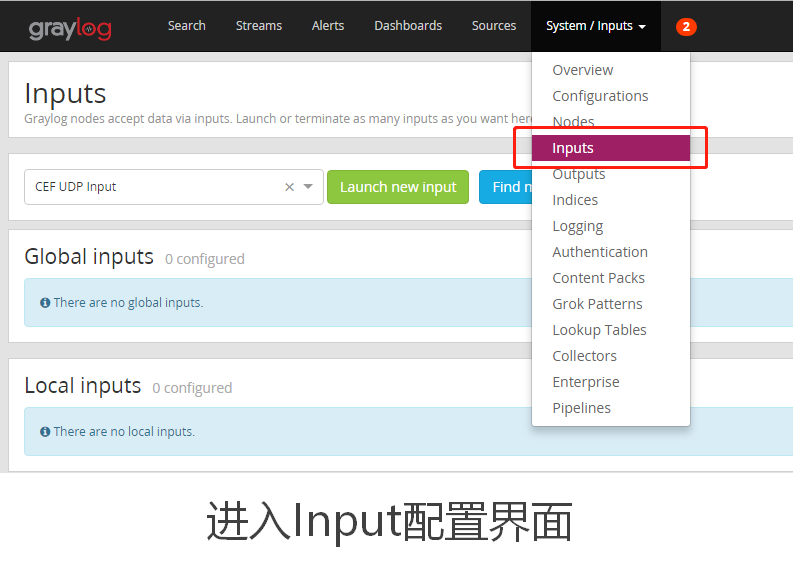 graylog
Search Streams Alerts Dashboards Sources System / Inputs 2
Inputs
Graylog nodes accept data via inputs. Launch or terminate as many inputs as you want here
CEF UDP Input
Launch new input
Find
Global inputs 0 configured
There are no global inputs.
Local inputs 0 configured
There are no local inputs.
Overview
Configurations
Nodes
Inputs
Outputs
Indices
Logging
Authentication
Content Packs
Grok Patterns
Lookup Tables
Collectors
Enterprise
Pipelines
进入Input配置界面